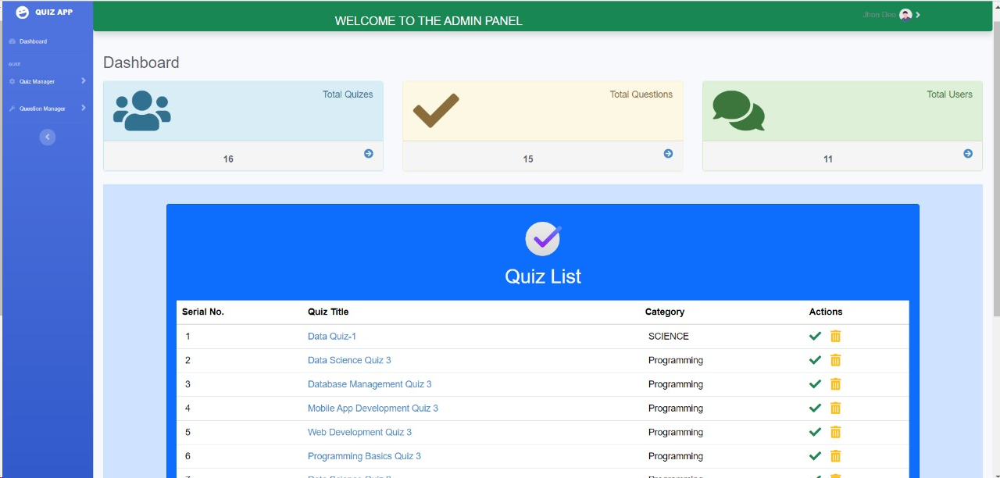 QUIZ APP
WELCOME TO THE ADMIN PANEL
Jhon Deo
Dashboard
QUIZ
Quiz Manager
Question Manager
Dashboard
Total Quizes
16
Total Questions
15
Total Users
11
Quiz List
Serial No. Quiz Title Category Actions
1 Data Quiz-1 SCIENCE
2 Data Science Quiz 3 Programming
3 Database Management Quiz 3 Programming
4 Mobile App Development Quiz 3 Programming
5 Web Development Quiz 3 Programming
6 Programming Basics Quiz 3 Programming